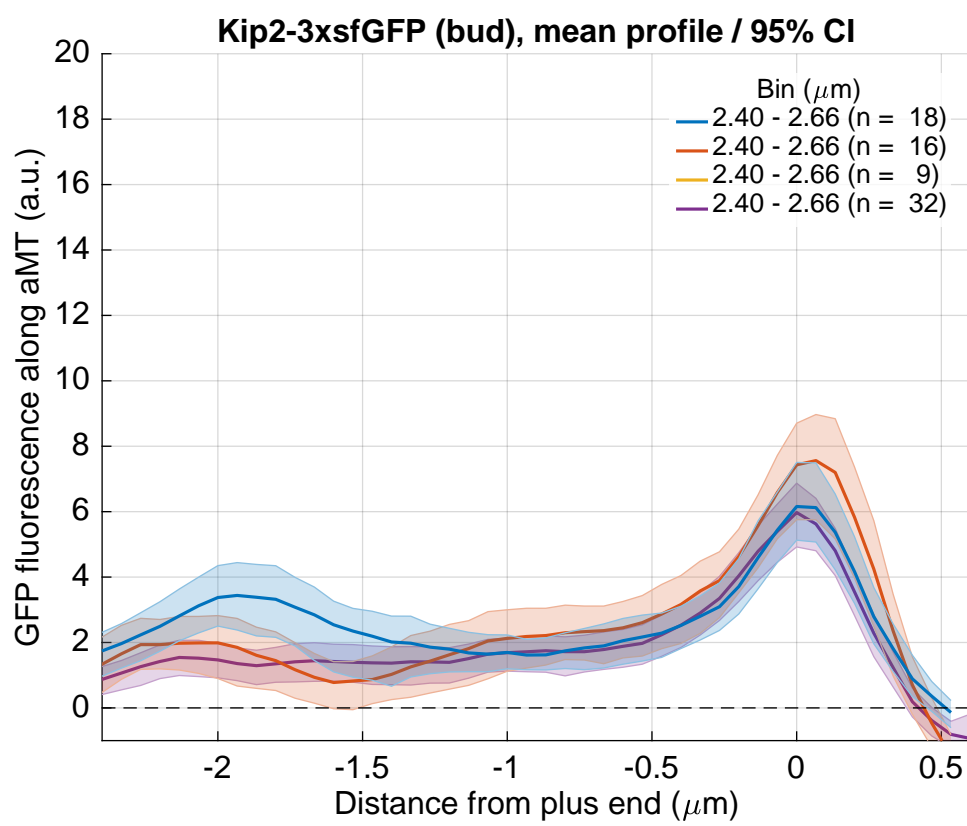 Kip2-3xsfGFP (bud), mean profile / 95% CI
Bin (μm)
2.40 - 2.66 (n = 18)
2.40 - 2.66 (n = 16)
2.40 - 2.66 (n = 9)
2.40 - 2.66 (n = 32)
GFP fluorescence along aMT (a.u.)
20
18
16
14
12
10
8
6
4
2
0
-2
-1.5
-1
-0.5
0
0.5
Distance from plus end (μm)